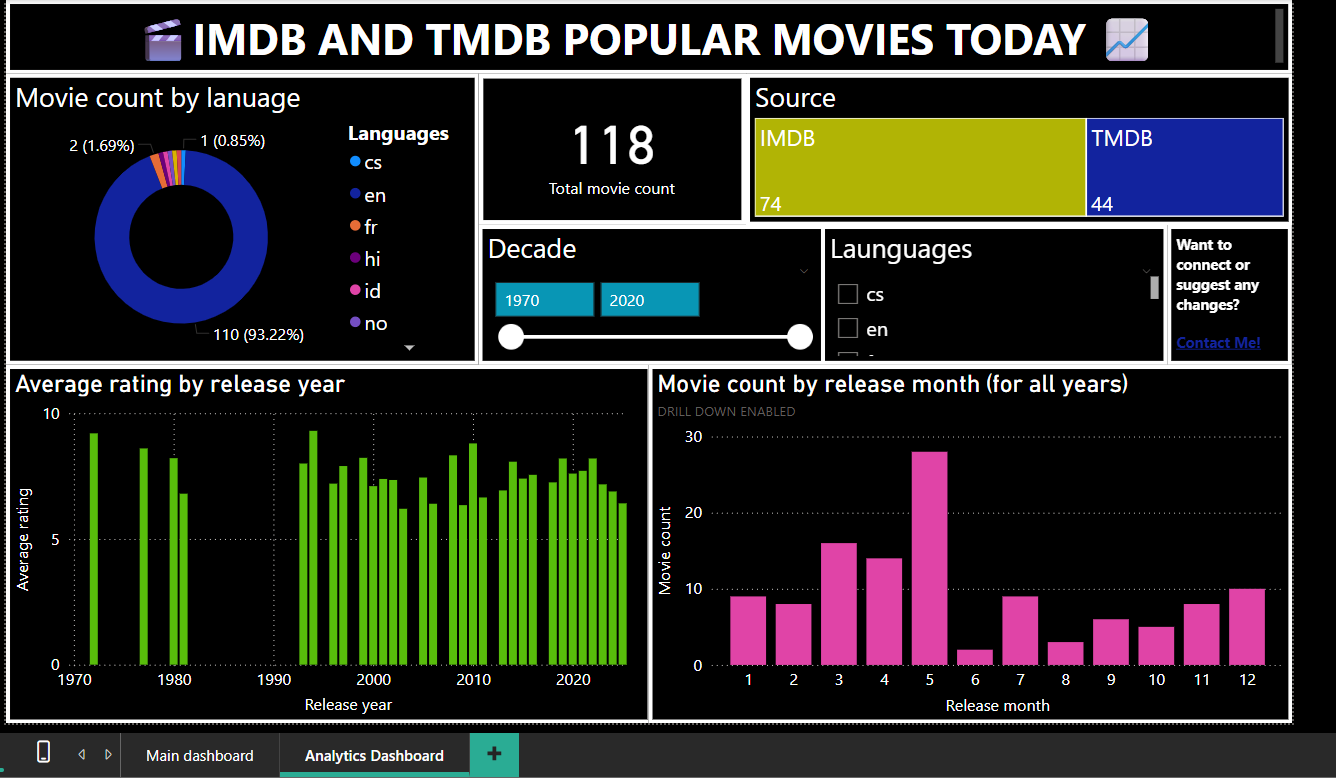 IMDB AND TMDB POPULAR MOVIES TODAY
Movie count by lanuage
2 (1.69%)
1 (0.85%)
110 (93.22%)
Languages
cs
en
fr
hi
id
no
118
Total movie count
Source
IMDB
74
TMDB
44
Decade
1970
2020
Launguages
cs
en
Want to
connect or
suggest any
changes?
Contact Me!
Average rating by release year
Average rating
10
5
0
1970
1980
1990
2000
2010
2020
Release year
Movie count by release month (for all years)
DRILL DOWN ENABLED
Movie count
30
20
10
0
1
2
3
4
5
6
7
8
9
10
11
12
Release month
Main dashboard
Analytics Dashboard